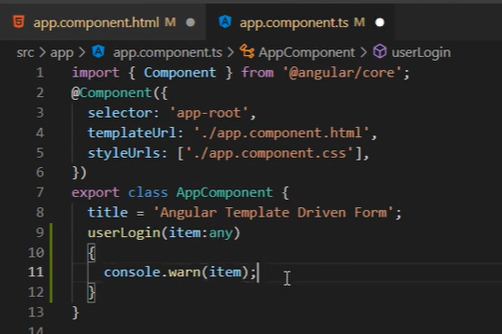 app.component.html M
app.component.ts M
src > app > app.component.ts > AppComponent > userLogin
1 import { Component } from '@angular/core';
2 @Component({
3 selector: 'app-root',
4 templateUrl: './app.component.html',
5 styleUrls: ['./app.component.css'],
6 })
7 export class AppComponent {
8 title = 'Angular Template Driven Form';
9 userLogin(item:any)
10 {
11 console.warn(item);
12 }
13 }
14